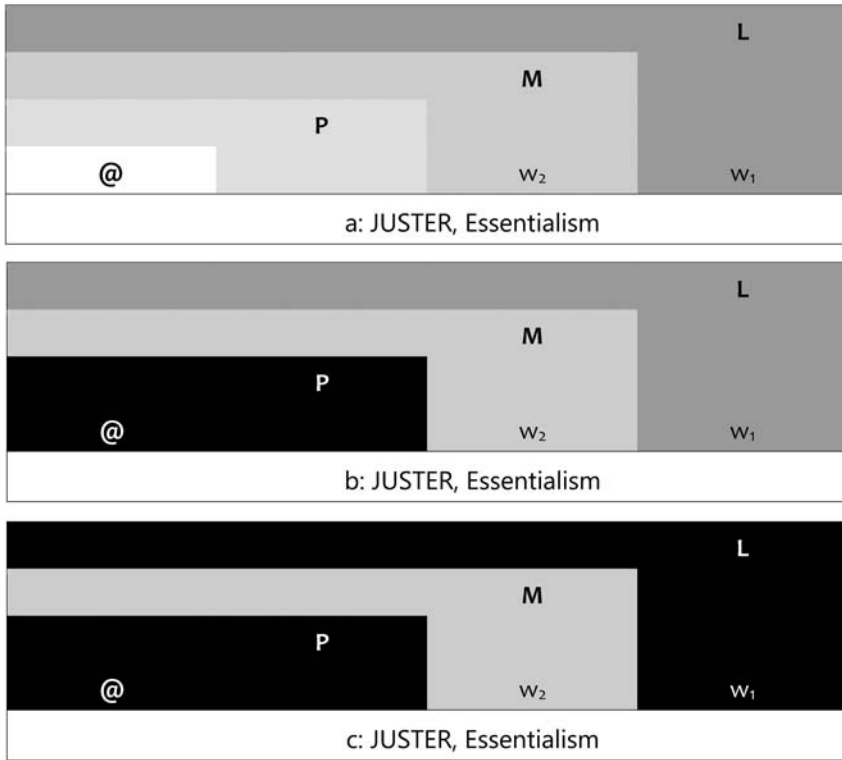 L
M
P
@ w₂ w₁
a: JUSTER, Essentialism
L
M
P
@ w₂ w₁
b: JUSTER, Essentialism
L
M
P
@ w₂ w₁
c: JUSTER, Essentialism